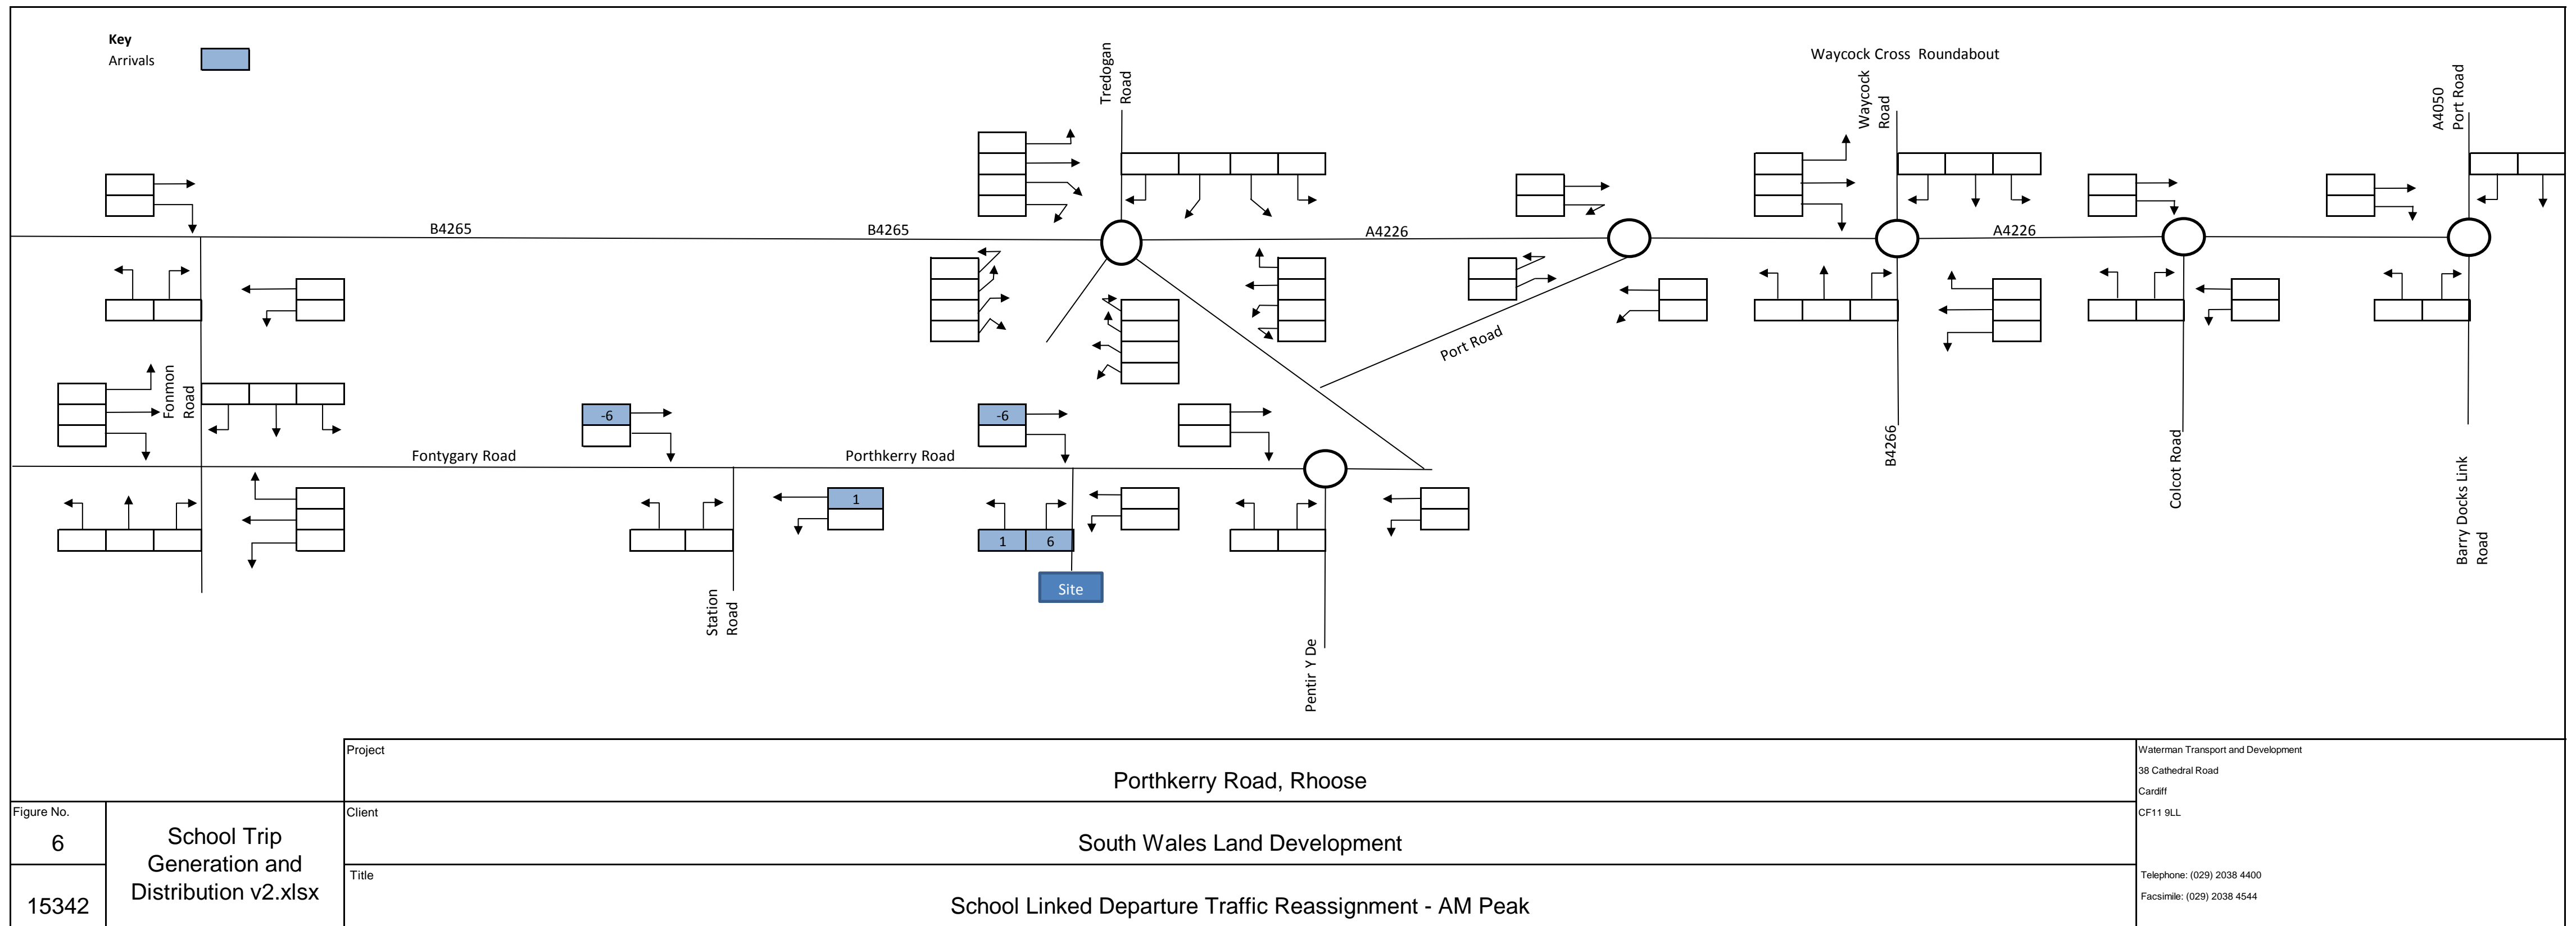 Key
Arrivals
Tredogan
Road
Waycock Cross  Roundabout
Waycock
Road
A4050
Port Road
B4265
B4265
A4226
A4226
Port Road
Fonmon
Road
-6
-6
Fontygary Road
Porthkerry Road
B4266
Colcot Road
Barry Docks Link
Road
1
1
6
Site
Station
Road
Pentir Y De
Project
Porthkerry Road, Rhoose
Waterman Transport and Development
38 Cathedral Road
Cardiff
CF11 9LL
Figure No.
6
School Trip
Generation and
Distribution v2.xlsx
Client
South Wales Land Development
15342
Title
School Linked Departure Traffic Reassignment - AM Peak
Telephone: (029) 2038 4400
Facsimile: (029) 2038 4544